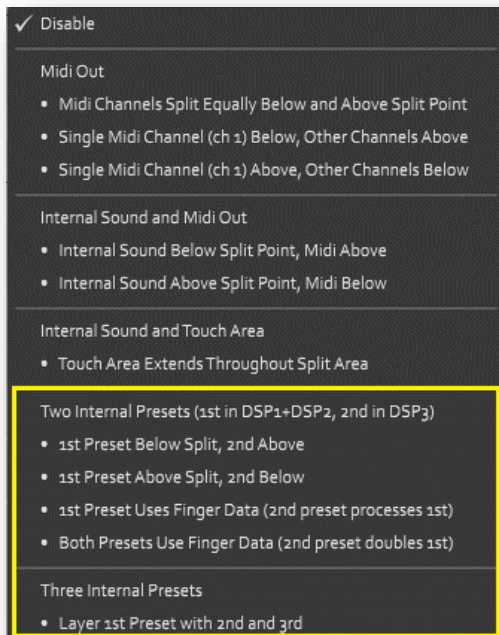 ✓ Disable
Midi Out
• Midi Channels Split Equally Below and Above Split Point
• Single Midi Channel (ch 1) Below, Other Channels Above
• Single Midi Channel (ch 1) Above, Other Channels Below
Internal Sound and Midi Out
• Internal Sound Below Split Point, Midi Above
• Internal Sound Above Split Point, Midi Below
Internal Sound and Touch Area
• Touch Area Extends Throughout Split Area
Two Internal Presets (1st in DSP1+DSP2, 2nd in DSP3)
• 1st Preset Below Split, 2nd Above
• 1st Preset Above Split, 2nd Below
• 1st Preset Uses Finger Data (2nd preset processes 1st)
• Both Presets Use Finger Data (2nd preset doubles 1st)
Three Internal Presets
• Layer 1st Preset with 2nd and 3rd